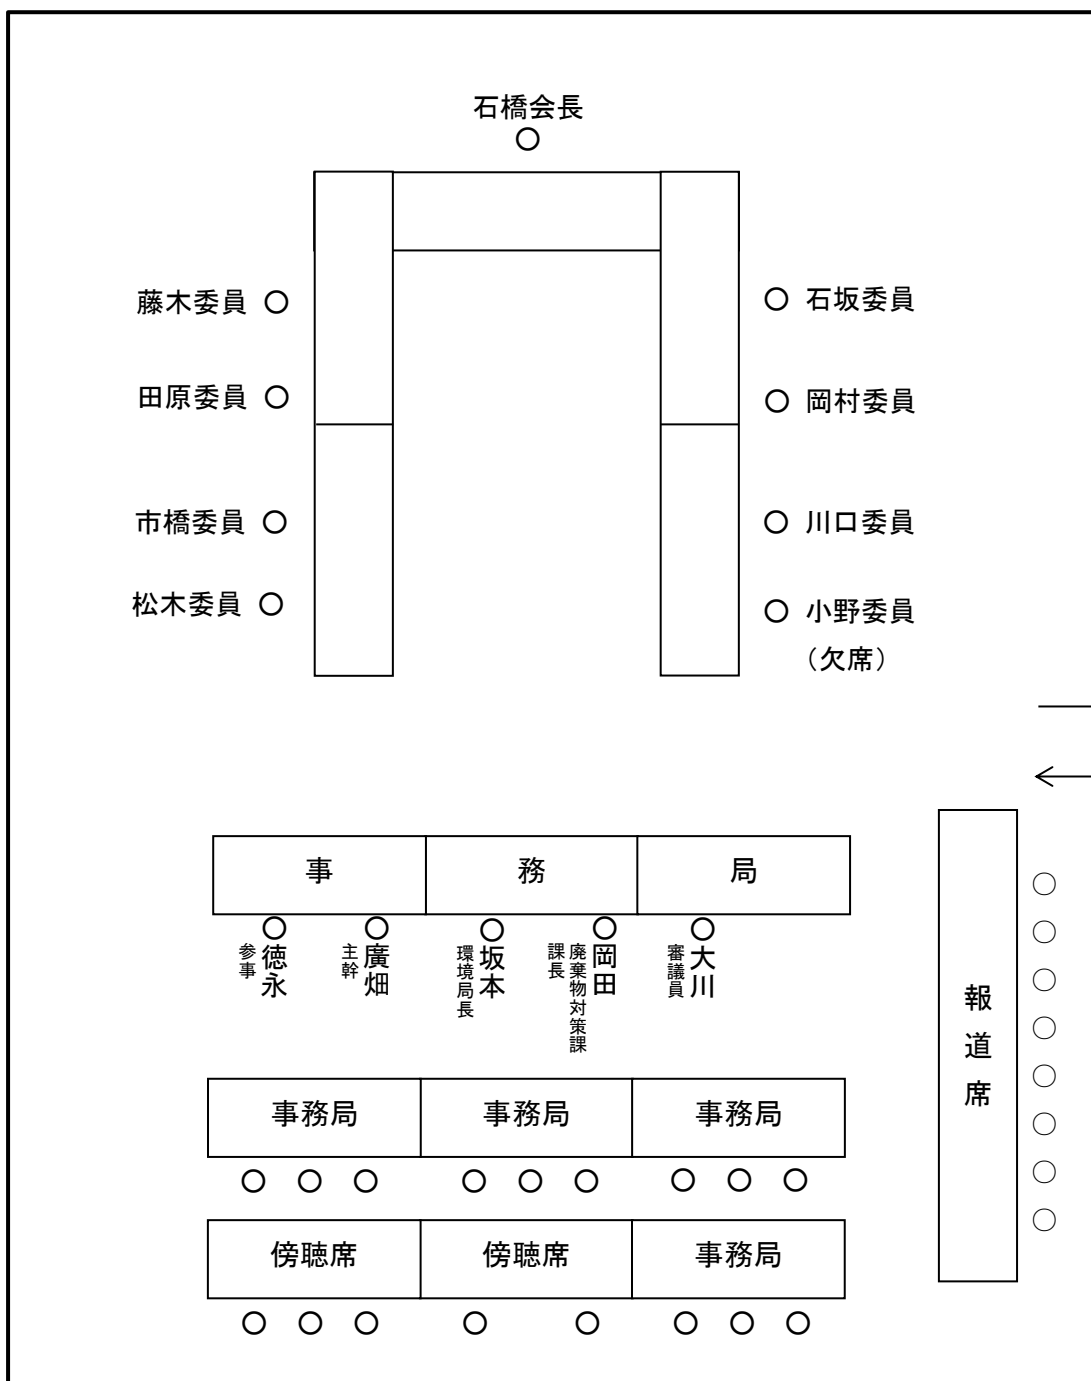 石橋会長
藤木委員
石坂委員
田原委員
岡村委員
市橋委員
川口委員
松木委員
小野委員
（欠席）
事務局
徳永
参事
廣畑
主幹
坂本
環境局長
岡田
廃棄物対策課
課長
大川
審議員
報道席
事務局
事務局
事務局
傍聴席
傍聴席
事務局